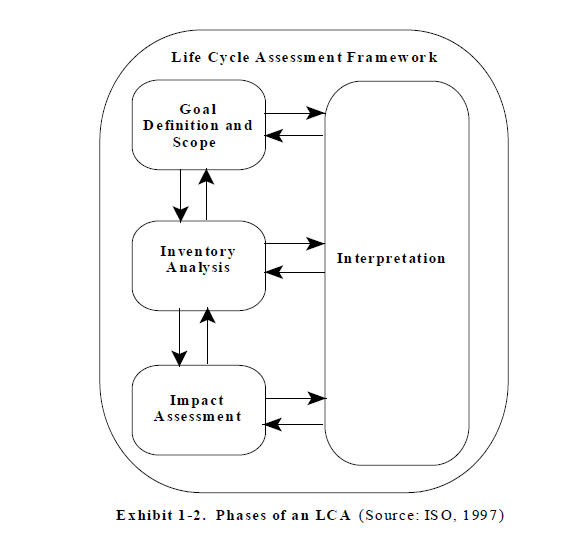 Life Cycle Assessment Framework
Goal
Definition and
Scope
Inventory
Analysis
Interpretation
Impact
Assessment
Exhibit 1-2. Phases of an LCA (Source: ISO, 1997)